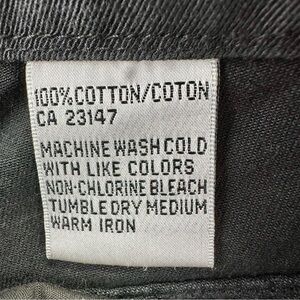 100%COTTON/COTON
CA 23147
MACHINE WASH COLD
WITH LIKE COLORS
NON-CHLORINE BLEACH
TUMBLE DRY MEDIUM
WARM IRON